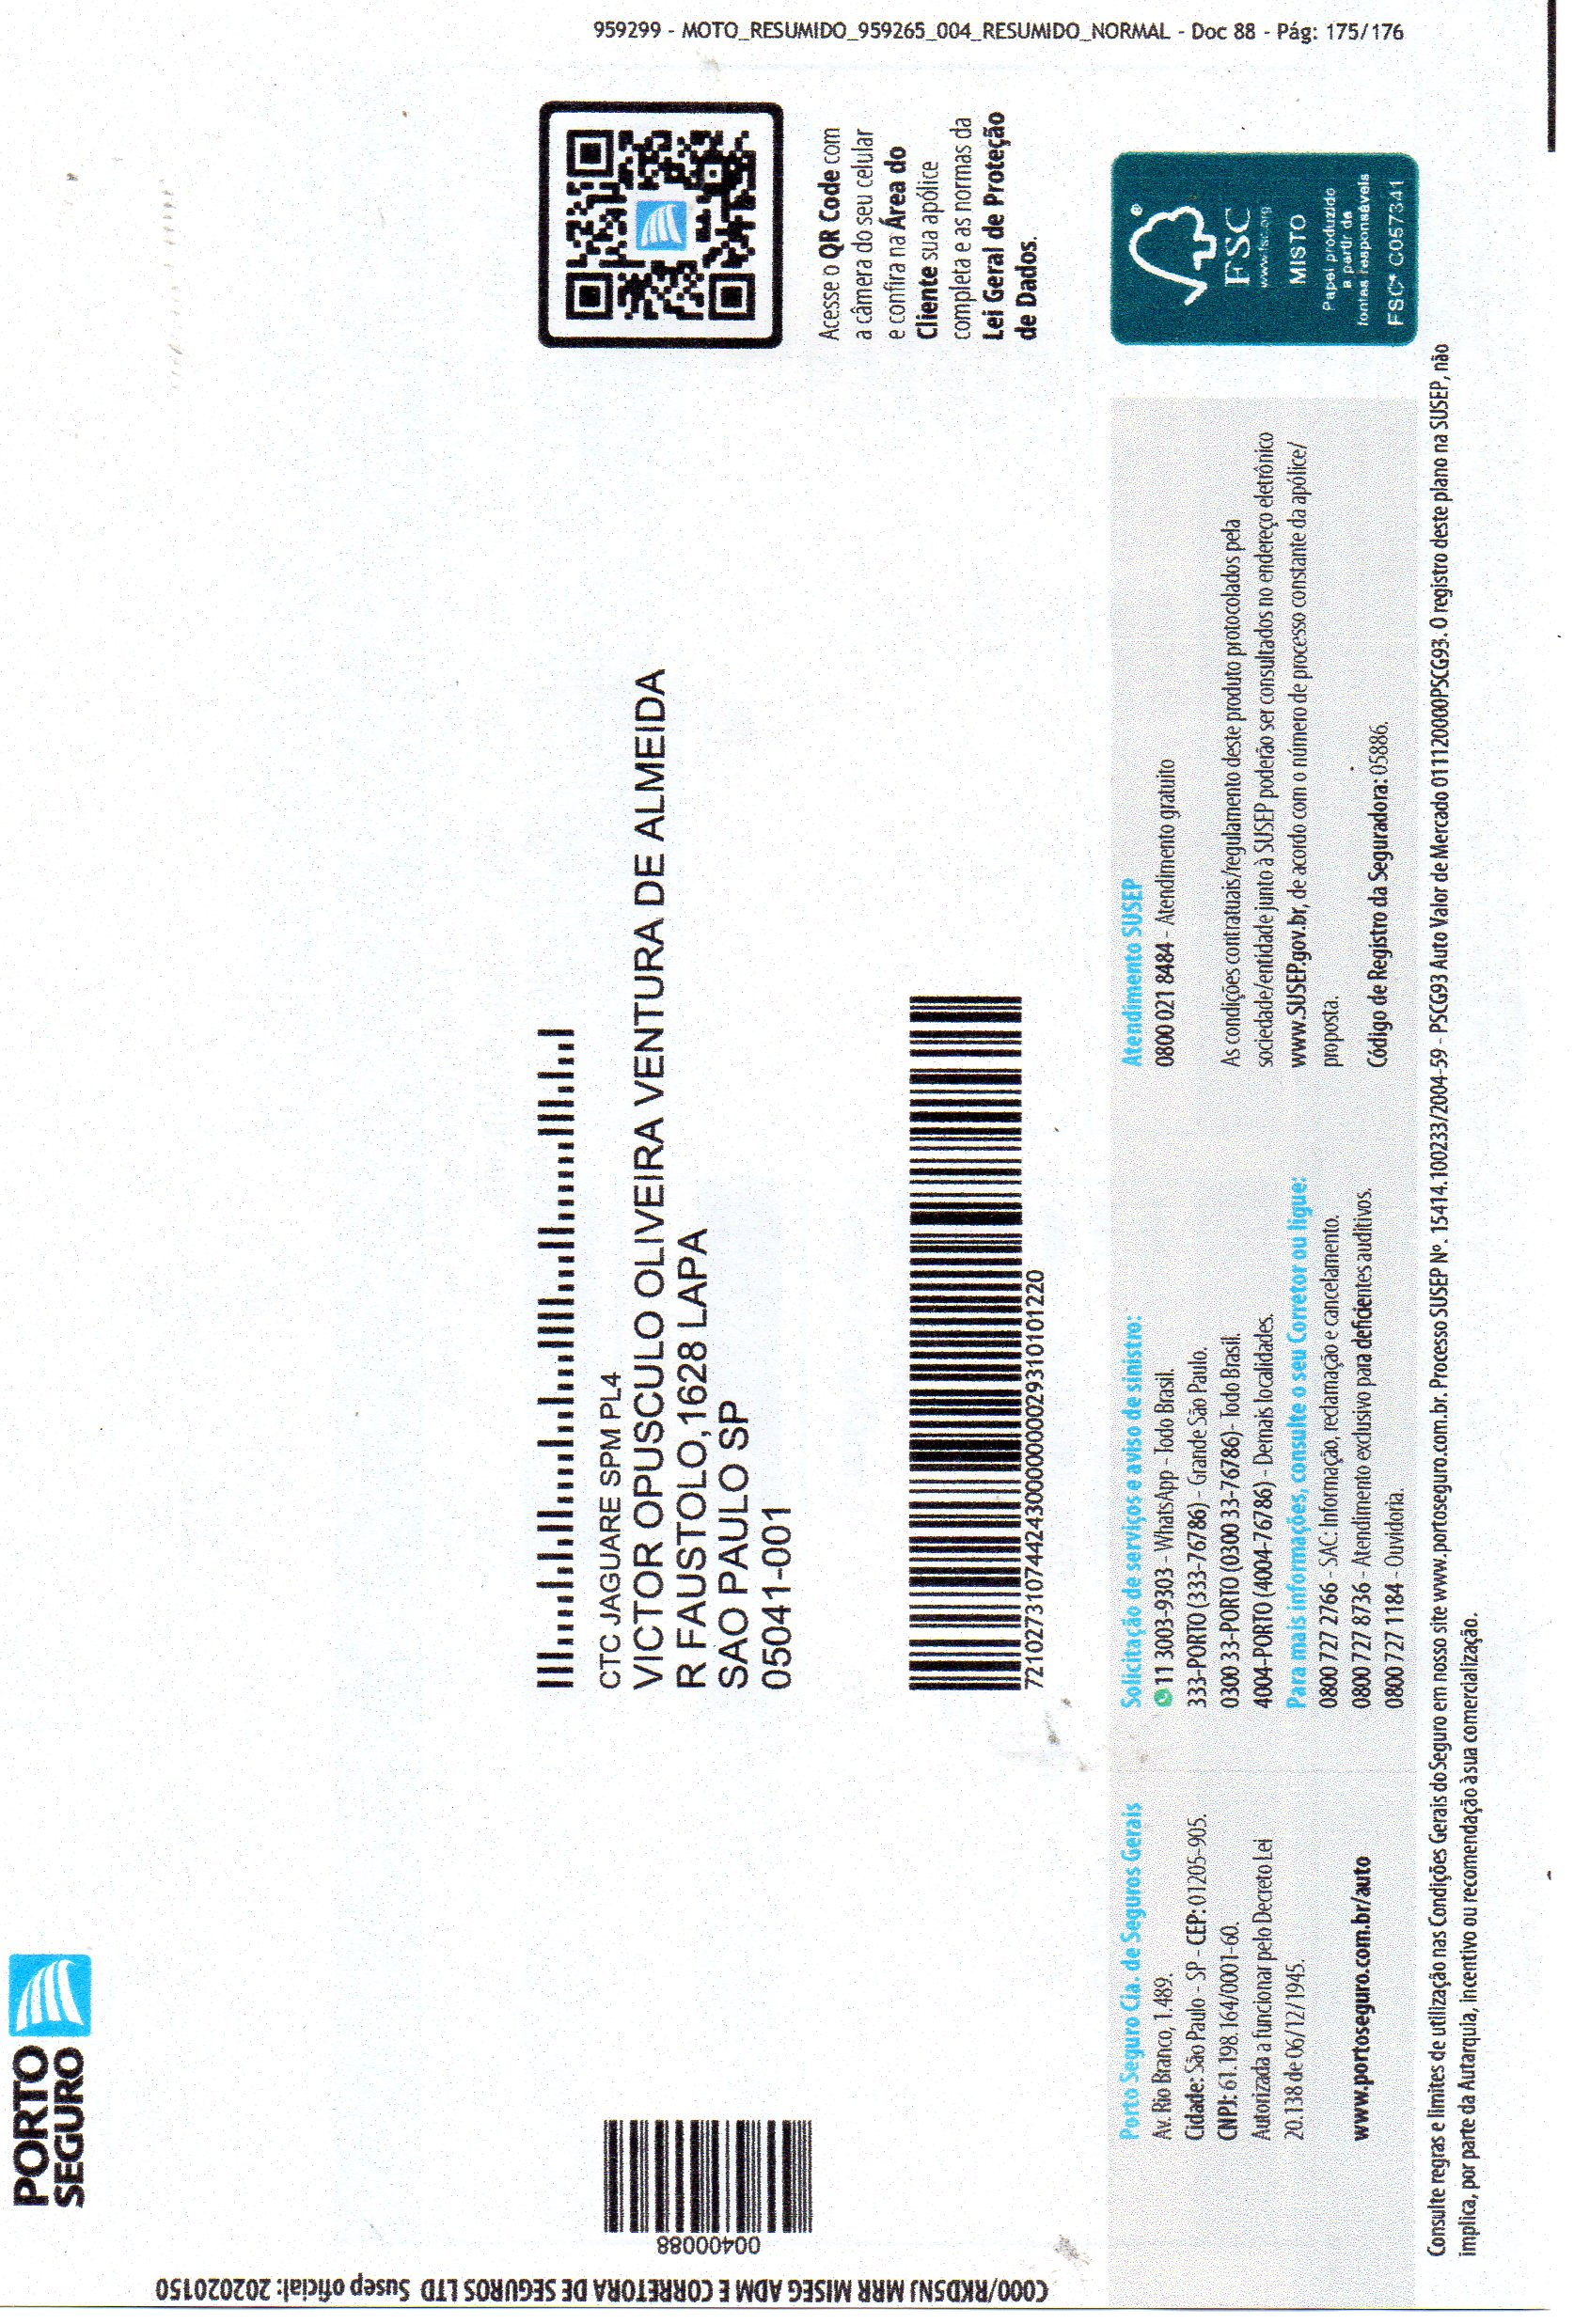 PORTO
SEGURO
C000/RKD5NJ MRR MISEG ADM E CORRETORA DE SEGUROS LTD Susep oficial: 202020150
00400088
CTC JAGUARE SPM PL4
VICTOR OPUSCULO OLIVEIRA VENTURA DE ALMEIDA
R FAUSTOLO,1628 LAPA
SAO PAULO SP
05041-001
7210273107442430000000029310101220
Acesse o QR Code com
a câmera do seu celular
e confira na Área do
Cliente sua apólice
completa e as normas da
Lei Geral de Proteção
de Dados.
959299 - MOTO_RESUMIDO_959265_004_RESUMIDO_NORMAL - Doc 88 - Pág: 175/176
Porto Seguro Cia. de Seguros Gerais
Av. Rio Branco, 1.489.
Cidade: São Paulo - SP - CEP: 01205-905.
CNPJ: 61.198.164/0001-60.
Autorizada a funcionar pelo Decreto Lei
20.138 de 06/12/1945.
www.portoseguro.com.br/auto
Solicitação de serviços e aviso de sinistro:
11 3003-9303 - WhatsApp - Todo Brasil.
333-PORTO (333-76786) - Grande São Paulo.
0300 33-PORTO (0300 33-76786)- Todo Brasil.
4004-PORTO (4004-76786) - Demais localidades.
Para mais informações, consulte o seu Corretor ou ligue:
0800 727 2766 - SAC: Informação, reclamação e cancelamento.
0800 727 8736 - Atendimento exclusivo para deficientes auditivos.
0800 727 1184 - Ouvidoria.
Atendimento SUSEP
0800 021 8484 - Atendimento gratuito
As condições contratuais/regulamento deste produto protocolados pela
sociedade/entidade junto à SUSEP poderão ser consultados no endereço eletrônico
www.SUSEP.gov.br, de acordo com o número de processo constante da apólice/
proposta.
Código de Registro da Seguradora: 05886.
FSC
www.fsc.org
MISTO
Papel produzido
a partir de
fontes responsáveis
FSC® C057341
Consulte regras e limites de utilização nas Condições Gerais do Seguro em nosso site www.portoseguro.com.br. Processo SUSEP Nº. 15414.100233/2004-59 - PSCG93 Auto Valor de Mercado 011120000PSCG93. O registro deste plano na SUSEP, não
implica, por parte da Autarquia, incentivo ou recomendação à sua comercialização.